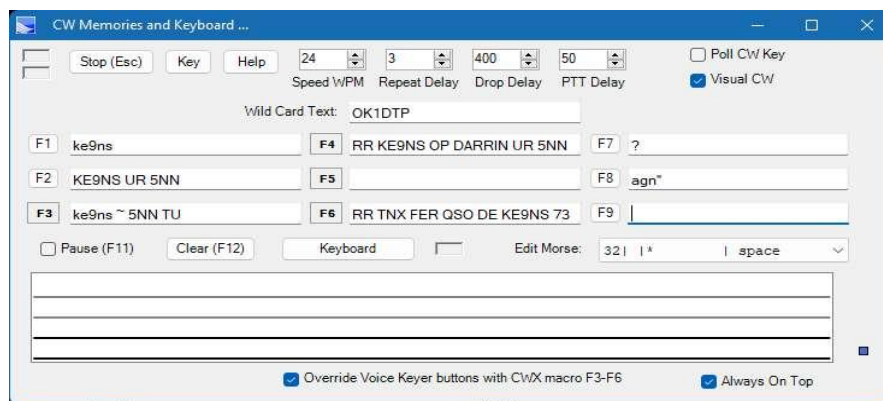 CW Memories and Keyboard ...
Stop (Esc) Key Help 24 3 400 50 Poll CW Key
Speed WPM Repeat Delay Drop Delay PTT Delay Visual CW
Wild Card Text: OK1DTP
F1 ke9ns F4 RR KE9NS OP DARRIN UR 5NN F7 ?
F2 KE9NS UR 5NN F5 F8 agn"
F3 ke9ns ~ 5NN TU F6 RR TNX FER QSO DE KE9NS 73 F9
Pause (F11) Clear (F12) Keyboard Edit Morse: 32| |* | space
Override Voice Keyer buttons with CWX macro F3-F6 Always On Top